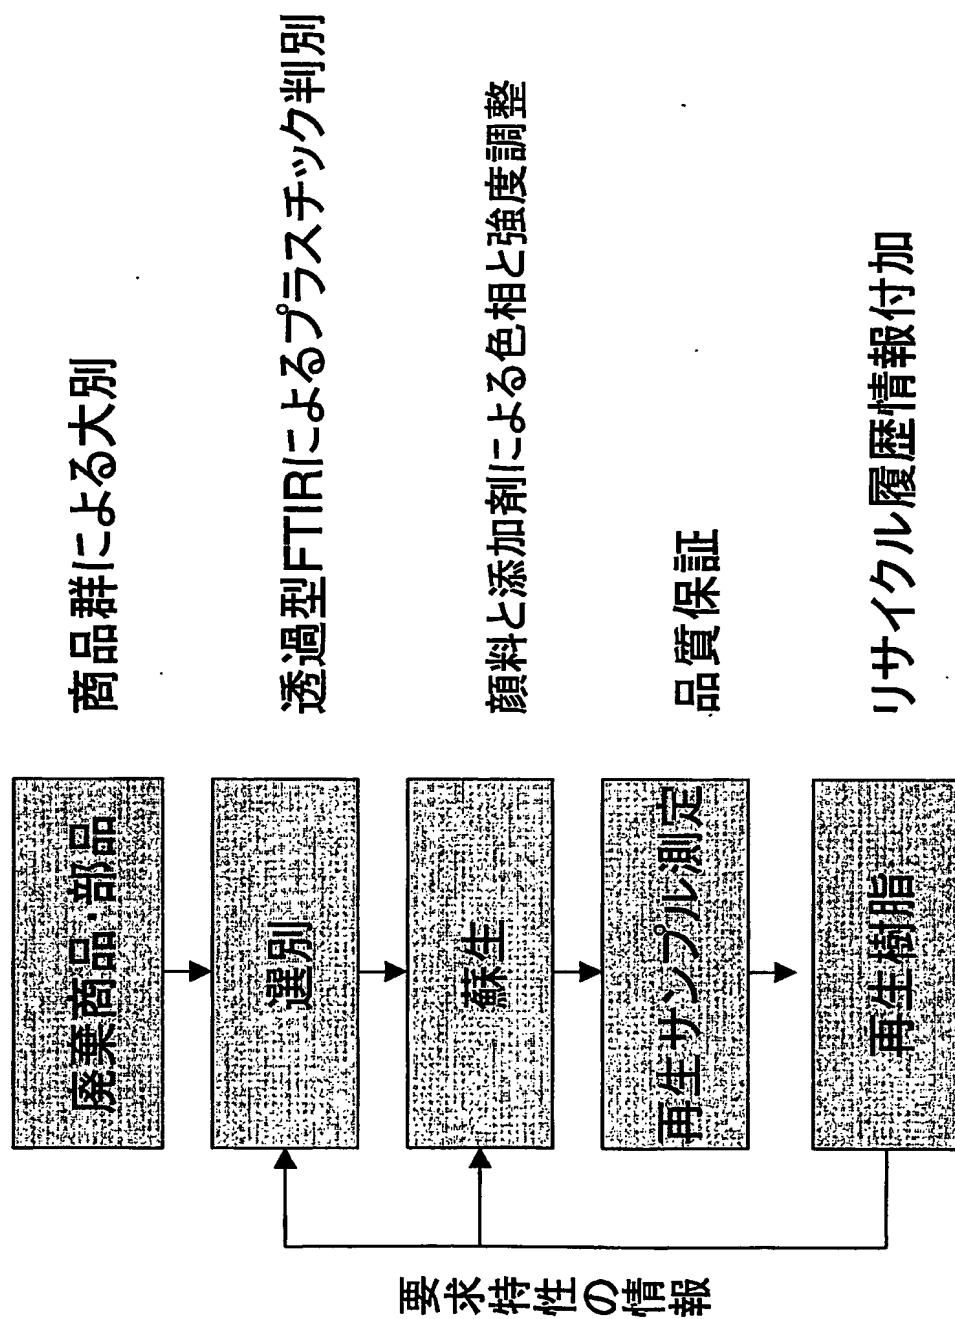 廃棄商品・部品
商品群による大別
選別
透過型FTIRによるプラスチック判別
蘇生
顔料と添加剤による色相と強度調整
再生サンプル測定
品質保証
再生樹脂
リサイクル履歴情報付加
要求特性の情報